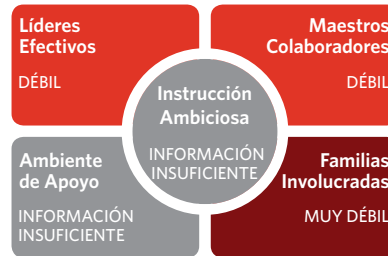 Líderes
Efectivos
DÉBIL
Maestros
Colaboradores
DÉBIL
Instrucción
Ambiciosa
INFORMACIÓN
INSUFICIENTE
Ambiente
de Apoyo
INFORMACIÓN
INSUFICIENTE
Familias
Involucradas
MUY DÉBIL